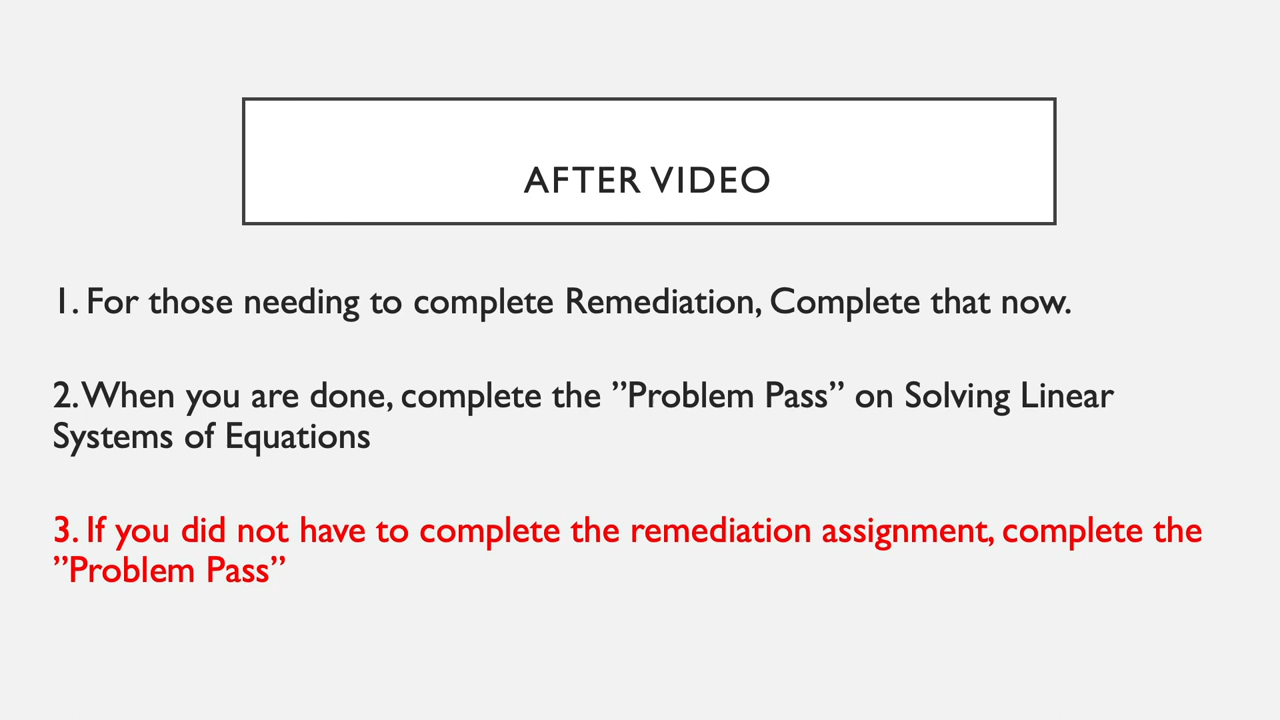 AFTER VIDEO
1. For those needing to complete Remediation, Complete that now.
2. When you are done, complete the ”Problem Pass” on Solving Linear
Systems of Equations
3. If you did not have to complete the remediation assignment, complete the
”Problem Pass”